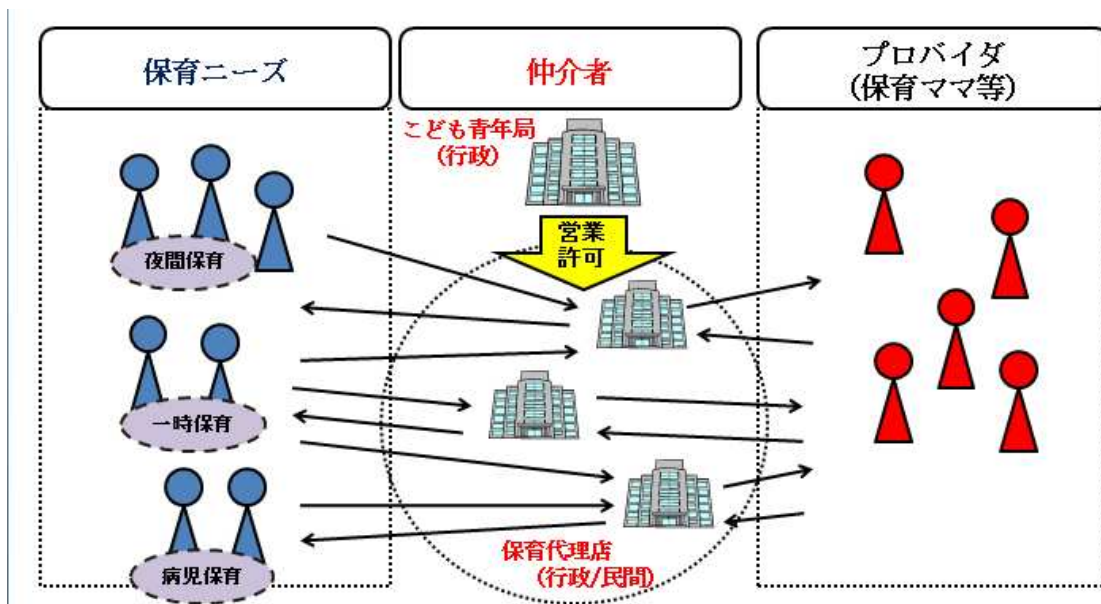 保育ニーズ
仲介者
プロバイダ
(保育ママ等)
こども青年局
(行政)
営業
許可
夜間保育
一時保育
病児保育
保育代理店
(行政/民間)